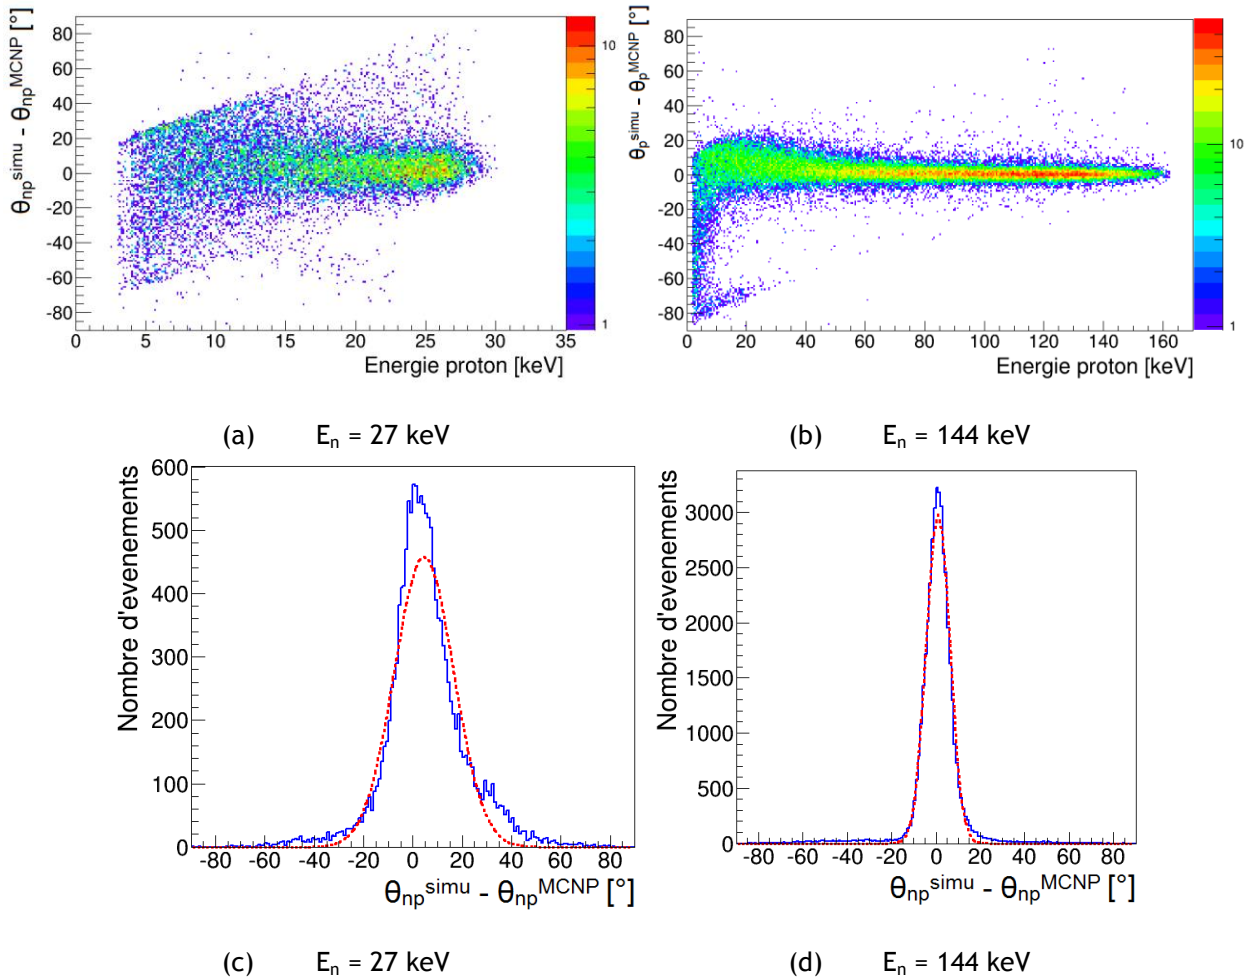 θnp^simu - θnp^MCNP [°]
80
60
40
20
0
-20
-40
-60
-80
0 5 10 15 20 25 30 35
Energie proton [keV]
10
1
θp^simu - θp^MCNP [°]
80
60
40
20
0
-20
-40
-60
-80
0 20 40 60 80 100 120 140 160
Energie proton [keV]
10
1
(a) En = 27 keV
(b) En = 144 keV
Nombre d'evenements
600
500
400
300
200
100
0
-80 -60 -40 -20 0 20 40 60 80
θnp^simu - θnp^MCNP [°]
Nombre d'evenements
3000
2500
2000
1500
1000
500
0
-80 -60 -40 -20 0 20 40 60 80
θnp^simu - θnp^MCNP [°]
(c) En = 27 keV
(d) En = 144 keV